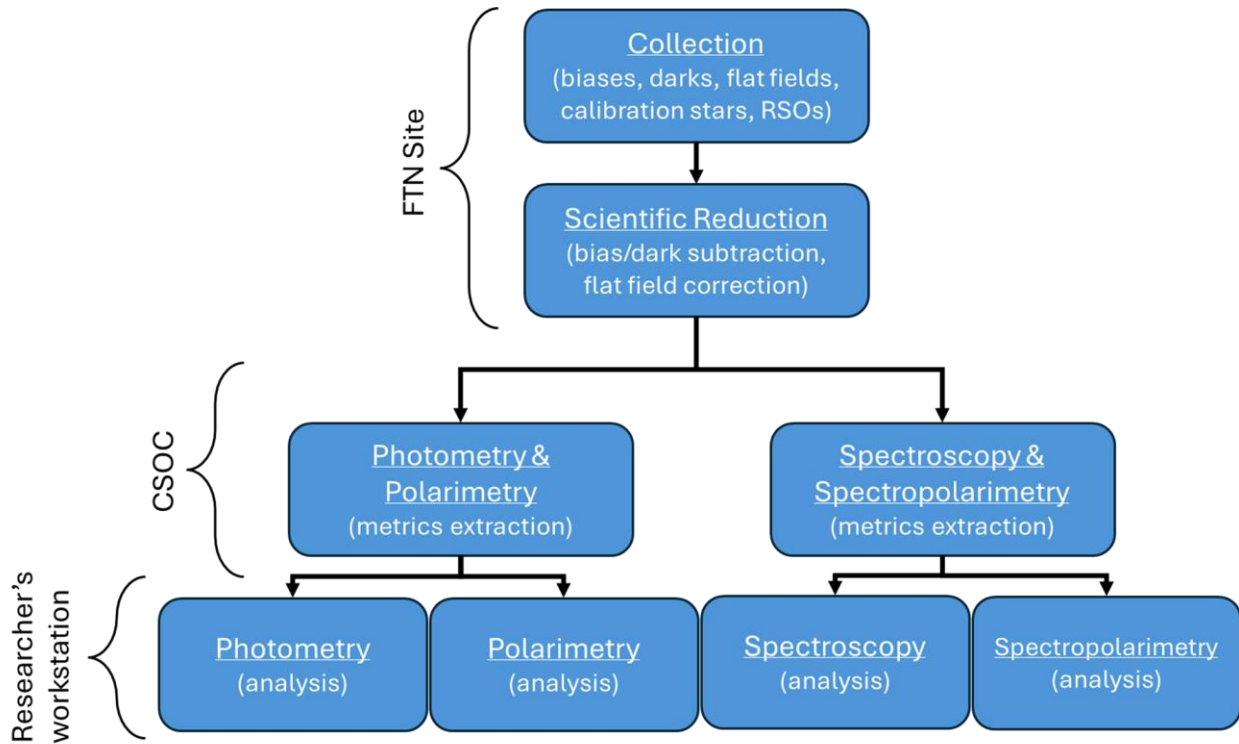 Collection
(biases, darks, flat fields,
calibration stars, RSOs)
FTN Site
Scientific Reduction
(bias/dark subtraction,
flat field correction)
CSOC
Photometry &
Polarimetry
(metrics extraction)
Spectroscopy &
Spectropolarimetry
(metrics extraction)
Researcher’s
workstation
Photometry
(analysis)
Polarimetry
(analysis)
Spectroscopy
(analysis)
Spectropolarimetry
(analysis)